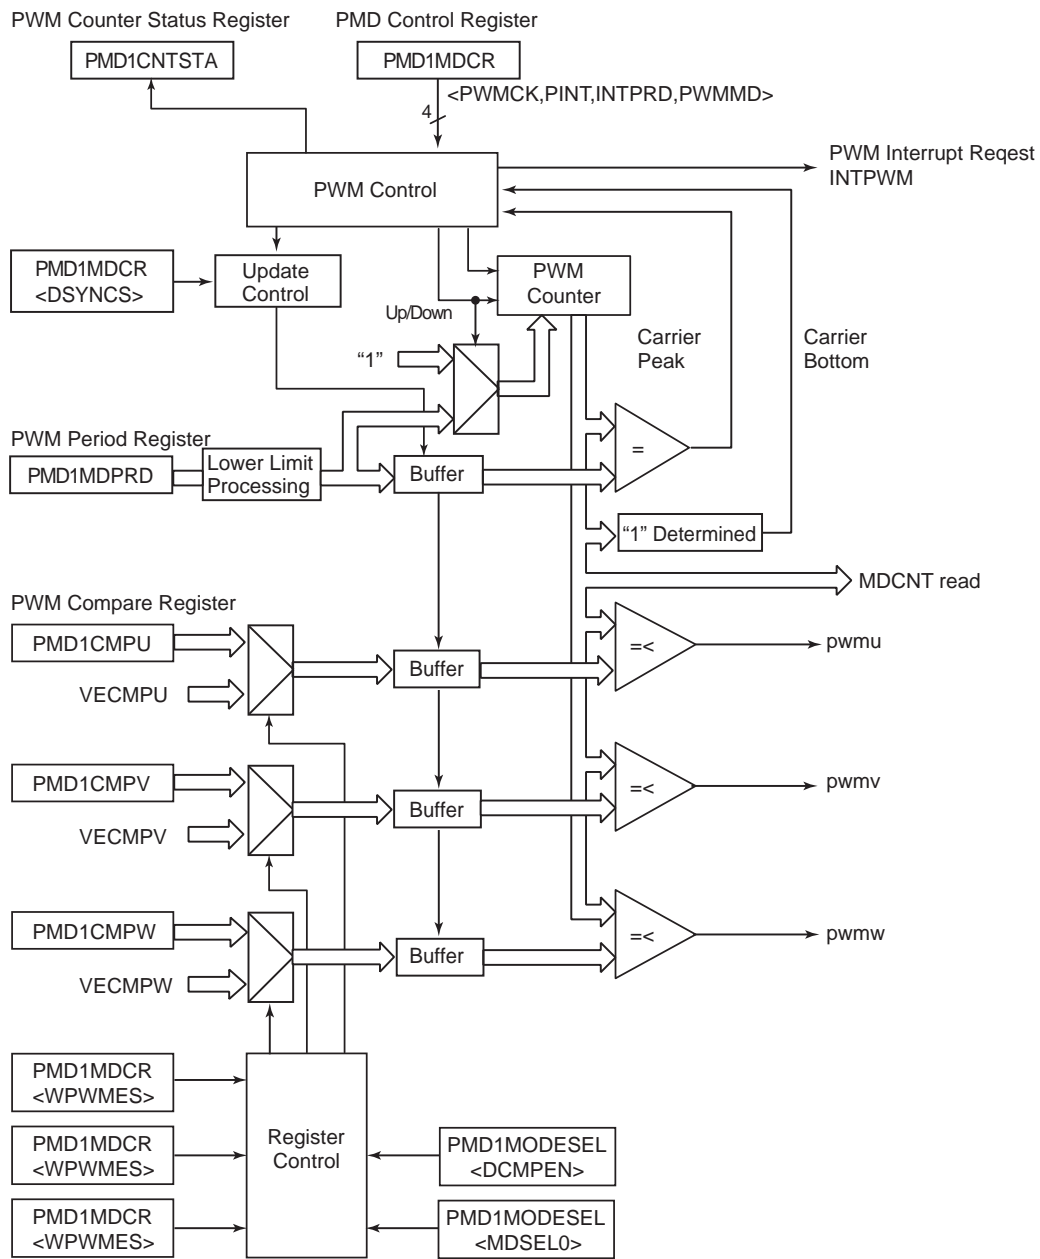 PWM Counter Status Register
PMD Control Register
PMD1CNTSTA
PMD1MDCR
<PWMCK,PINT,INTPRD,PWMMD>
4
PWM Interrupt Reqest
INTPWM
PWM Control
PMD1MDCR
<DSYNCS>
Update
Control
PWM
Counter
Up/Down
Carrier
Peak
Carrier
Bottom
“1”
PWM Period Register
PMD1MDPRD
Lower Limit
Processing
Buffer
=
“1” Determined
MDCNT read
PWM Compare Register
PMD1CMPU
VECMPU
Buffer
=<
pwmu
PMD1CMPV
VECMPV
Buffer
=<
pwmv
PMD1CMPW
VECMPW
Buffer
=<
pwmw
PMD1MDCR
<WPWMES>
PMD1MDCR
<WPWMES>
PMD1MDCR
<WPWMES>
Register
Control
PMD1MODESEL
<DCMPEN>
PMD1MODESEL
<MDSEL0>